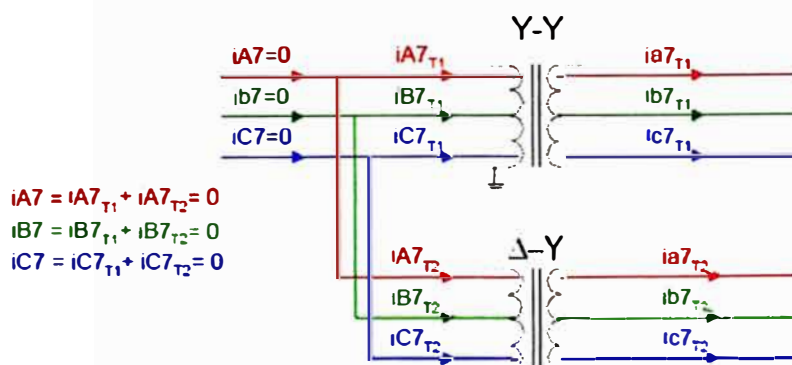 Y-Y
iA7=0 iA7T1 ia7T1
ib7=0 iB7T1 ib7T1
iC7=0 iC7T1 ic7T1
iA7 = iA7T1 + iA7T2 = 0
iB7 = iB7T1 + iB7T2 = 0
iC7 = iC7T1 + iC7T2 = 0
Δ–Y
iA7T2 ia7T2
iB7T2 ib7T2
iC7T2 ic7T2